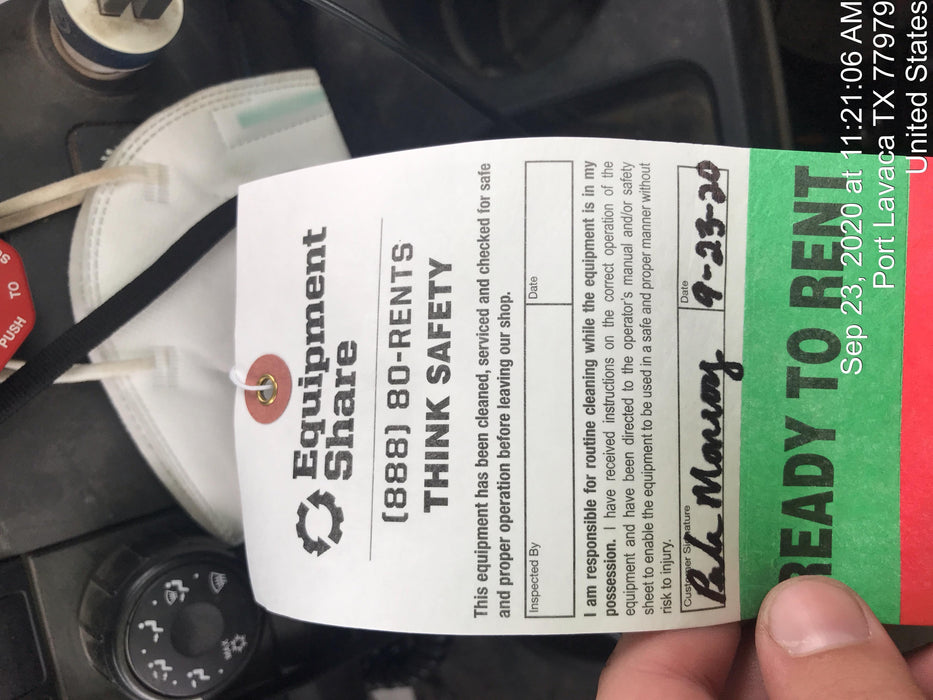 Equipment
Share
(888) 80-RENTS
THINK SAFETY
This equipment has been cleaned, serviced and checked for safe
and proper operation before leaving our shop.
Inspected By
Date
I am responsible for routine cleaning while the equipment is in my
possession. I have received instructions on the correct operation of the
equipment and have been directed to the operator's manual and/or safety
sheet to enable the equipment to be used in a safe and proper manner without
risk to injury.
Customer Signature
Date
9-23-20
READY TO RENT
Sep 23, 2020 at 11:21:06 AM
Port Lavaca TX 77979
United States
PUSH TO
MAX